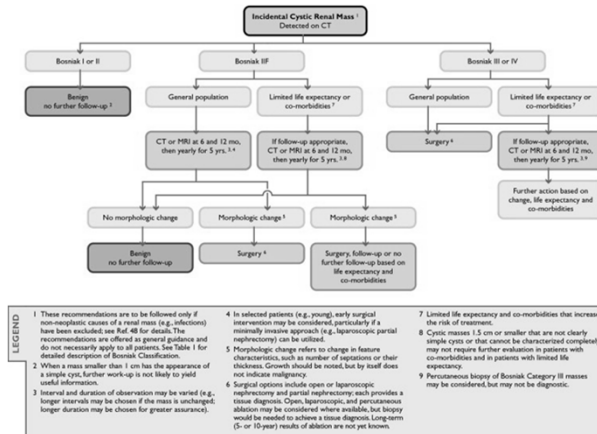 Incidental Cystic Renal Mass 1
Detected on CT
Bosniak I or II
Bosniak IIF
Bosniak III or IV
Benign
no further follow-up 2
General population
Limited life expectancy or
co-morbidities 7
General population
Limited life expectancy or
co-morbidities 7
CT or MRI at 6 and 12 mo,
then yearly for 5 yrs. 3,4
If follow-up appropriate,
CT or MRI at 6 and 12 mo,
then yearly for 5 yrs. 3,8
Surgery 6
If follow-up appropriate,
CT or MRI at 6 and 12 mo,
then yearly for 5 yrs. 3,9
Further action based on
change, life expectancy
and co-morbidities
No morphologic change
Morphologic change 5
Morphologic change 5
Benign
no further follow-up
Surgery 6
Surgery, follow-up or no
further follow-up based on
life expectancy and
co-morbidities
LEGEND
1 These recommendations are to be followed only if
non-neoplastic causes of a renal mass (e.g., infections)
have been excluded; see Ref. 48 for details. The
recommendations are offered as general guidance and
do not necessarily apply to all patients. See Table 1 for
detailed description of Bosniak Classification.
2 When a mass smaller than 1 cm has the appearance of
a simple cyst, further work-up is not likely to yield
useful information.
3 Interval and duration of observation may be varied (e.g.,
longer intervals may be chosen if the mass is unchanged;
longer duration may be chosen for greater assurance).
4 In selected patients (e.g., young), early surgical
intervention may be considered, particularly if a
minimally invasive approach (e.g., laparoscopic partial
nephrectomy) can be utilized.
5 Morphologic change refers to change in feature
characteristics, such as number of septations or their
thickness. Growth should be noted, but by itself does
not indicate malignancy.
6 Surgical options include open or laparoscopic
nephrectomy and partial nephrectomy; each provides a
tissue diagnosis. Open, laparoscopic, and percutaneous
ablation may be considered where available, but biopsy
would be needed to achieve a tissue diagnosis. Long-term
(5- or 10-year) results of ablation are not yet known.
7 Limited life expectancy and co-morbidities that increase
the risk of treatment.
8 Cystic masses 1.5 cm or smaller that are not clearly
simple cysts or that cannot be characterized completely
may not require further evaluation in patients with
co-morbidities and in patients with limited life
expectancy.
9 Percutaneous biopsy of Bosniak Category III masses
may be considered, but may not be diagnostic.